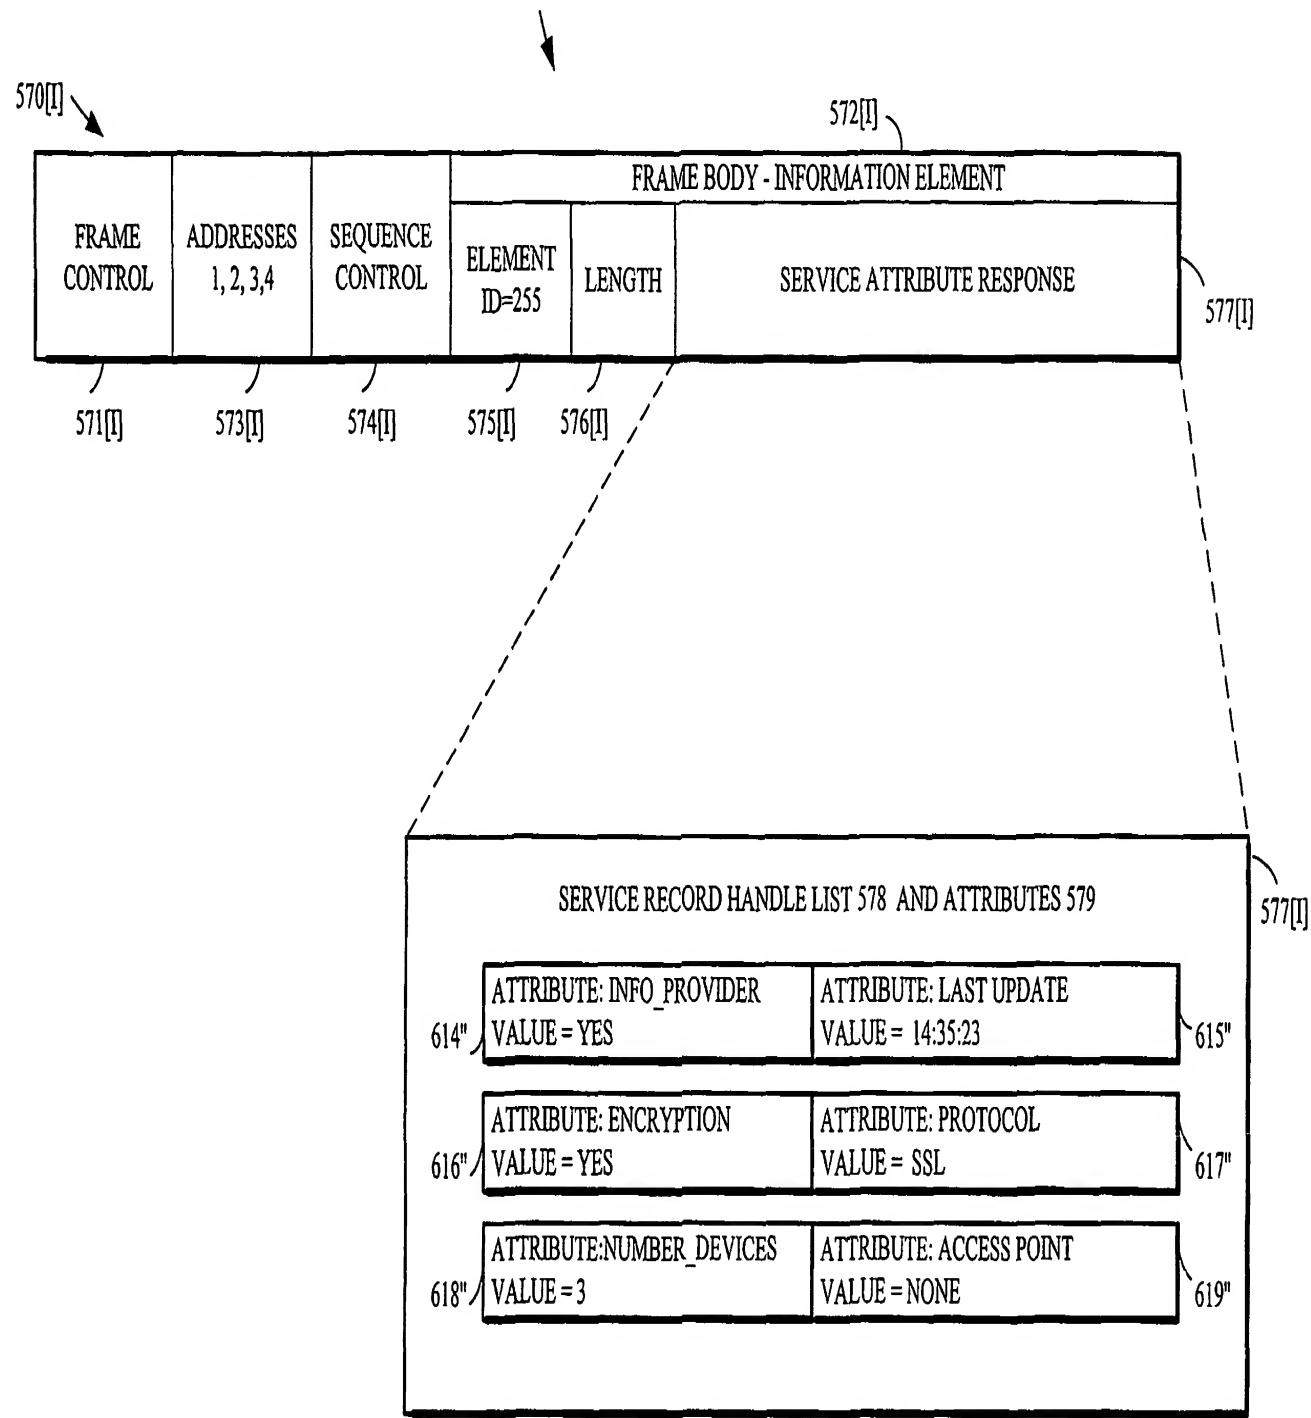 570[I]
572[I]
FRAME BODY - INFORMATION ELEMENT
FRAME
CONTROL
ADDRESSES
1, 2, 3,4
SEQUENCE
CONTROL
ELEMENT
ID=255
LENGTH
SERVICE ATTRIBUTE RESPONSE
577[I]
571[I]
573[I]
574[I]
575[I]
576[I]
SERVICE RECORD HANDLE LIST 578 AND ATTRIBUTES 579
577[I]
ATTRIBUTE: INFO_PROVIDER
VALUE = YES
ATTRIBUTE: LAST UPDATE
VALUE = 14:35:23
614"
615"
ATTRIBUTE: ENCRYPTION
VALUE = YES
ATTRIBUTE: PROTOCOL
VALUE = SSL
616"
617"
ATTRIBUTE:NUMBER_DEVICES
VALUE = 3
ATTRIBUTE: ACCESS POINT
VALUE = NONE
618"
619"